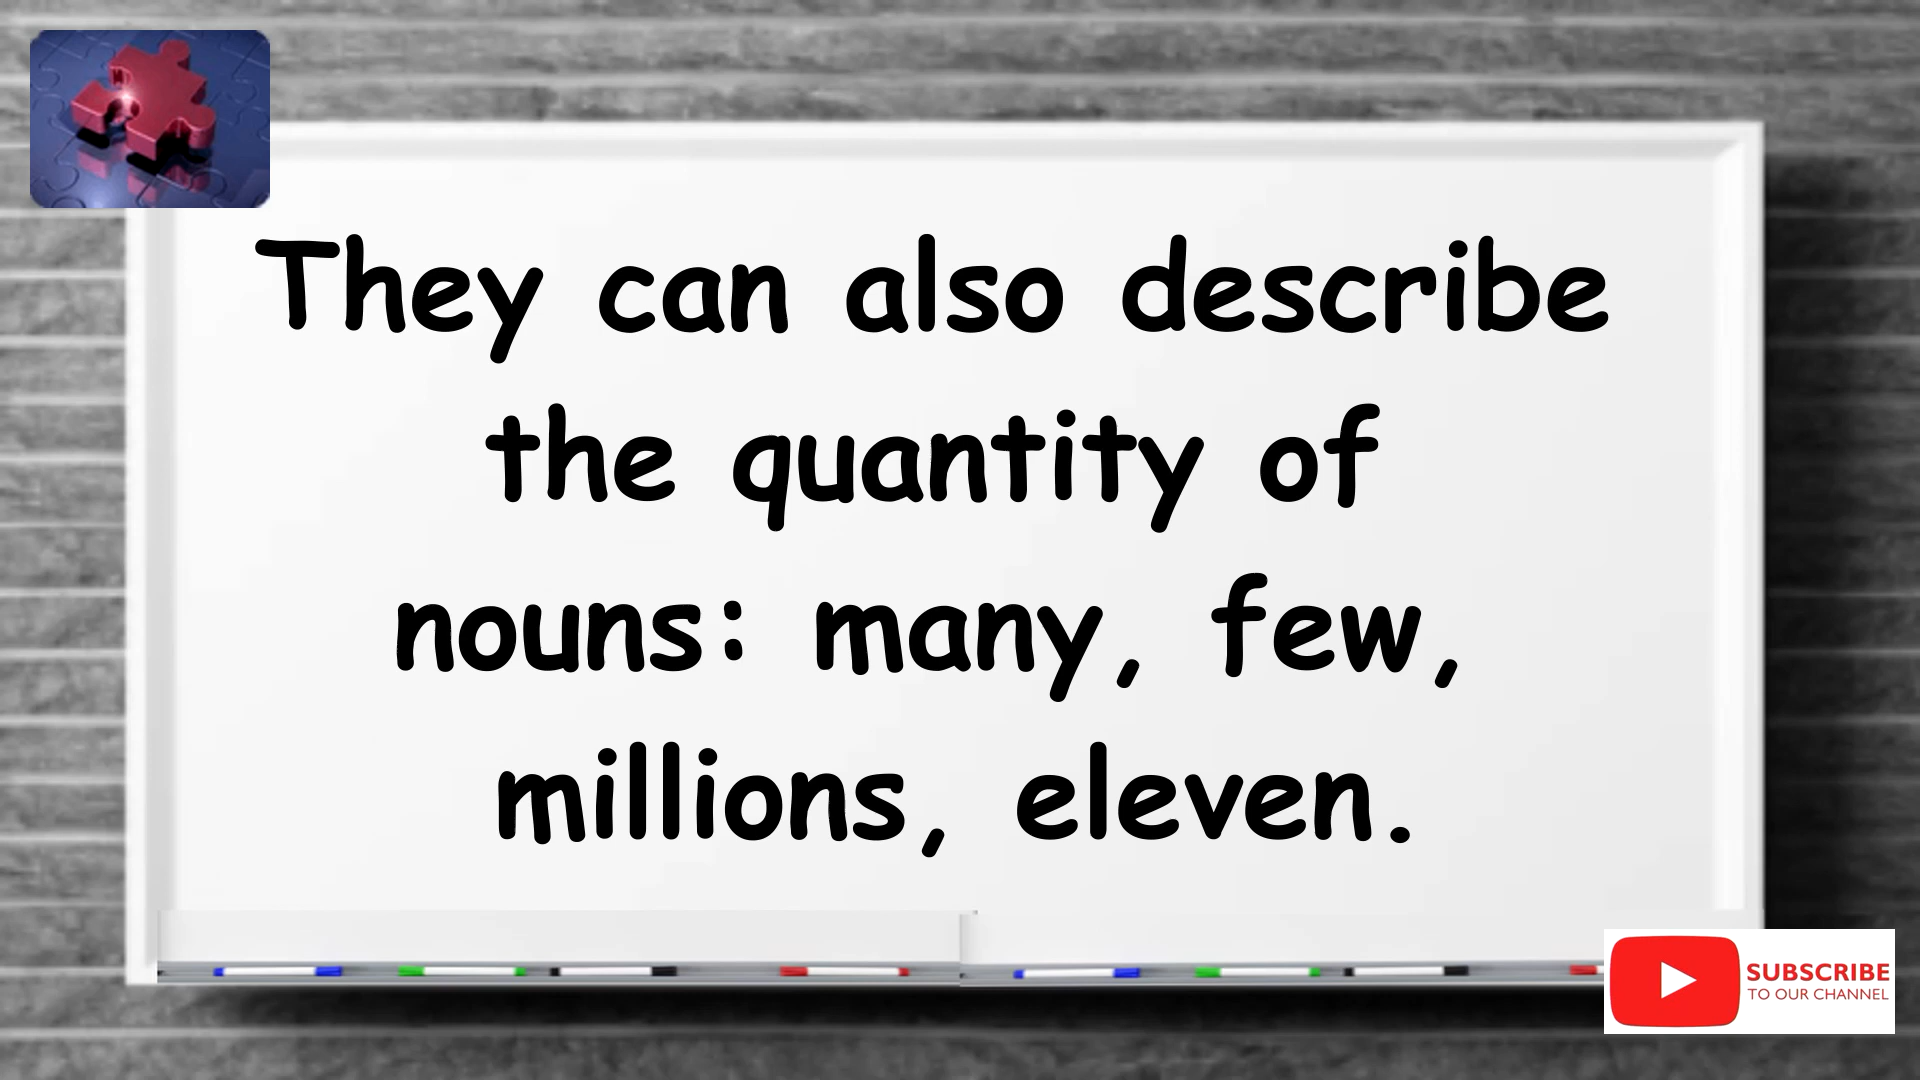 They can also describe
the quantity of
nouns: many, few,
millions, eleven.
SUBSCRIBE
TO OUR CHANNEL